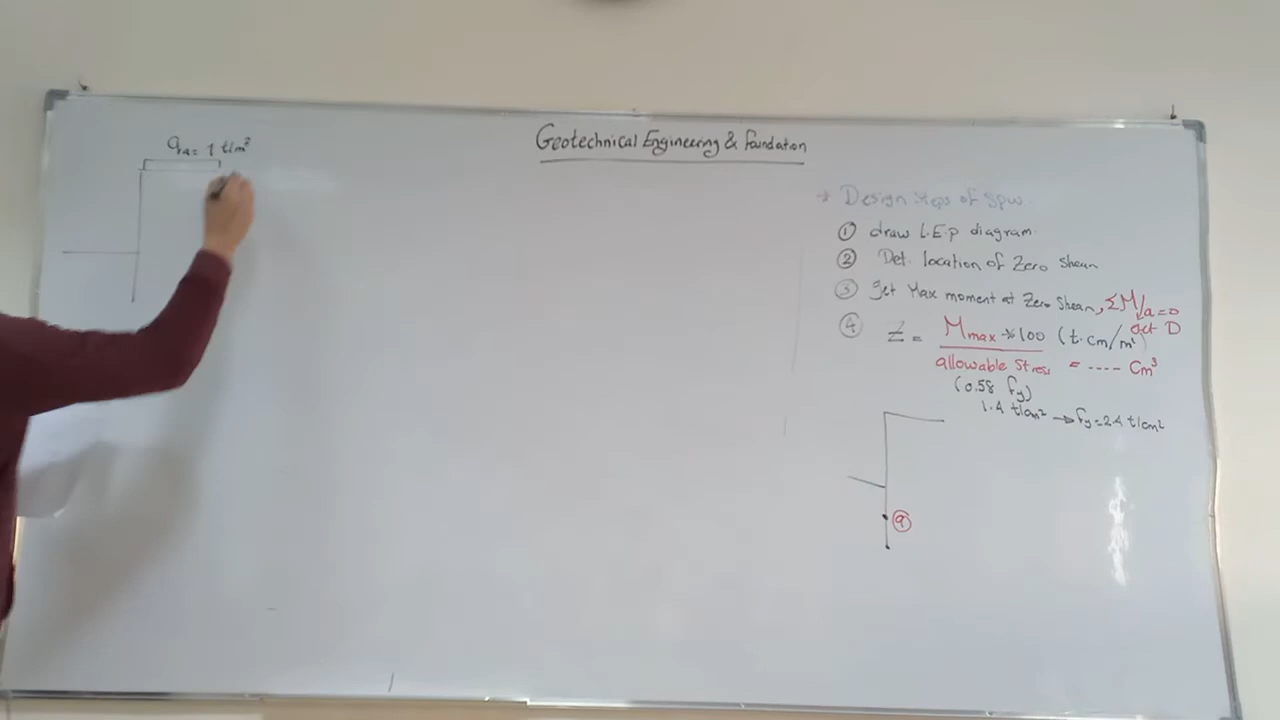 Geotechnical Engineering & Foundation
qa= 1 t/m²
* Design Steps of Spw.
① draw L.E.p diagram.
② Det. location of Zero Shear
③ get Max moment at Zero Shear, ΣM/a=0
get D
④ Z = Mmax*100 (t.cm/m')
allowable stress = ---- Cm³
(0.58 fy)
1.4 t/cm² → fy=2.4 t/cm²
a